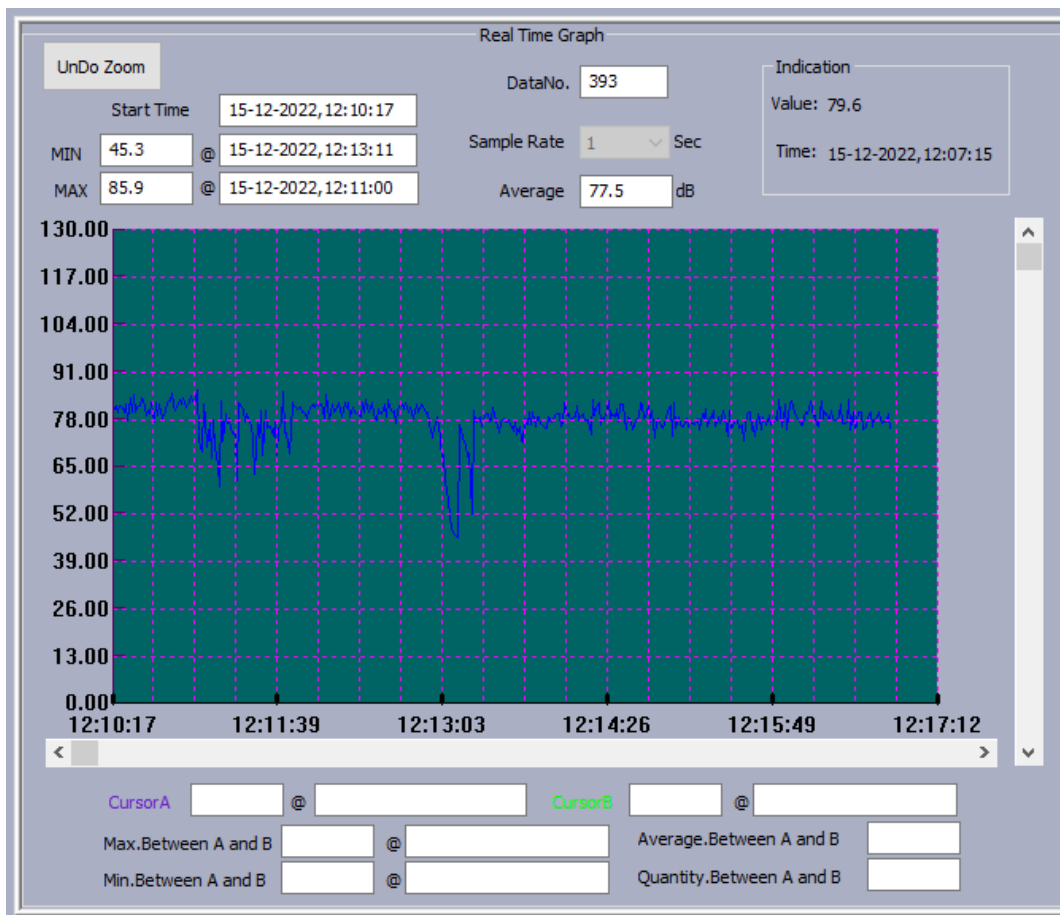 Real Time Graph
UnDo Zoom
DataNo. 393
Indication
Value: 79.6
Time: 15-12-2022,12:07:15
Start Time 15-12-2022,12:10:17
MIN 45.3 @ 15-12-2022,12:13:11
Sample Rate 1 Sec
MAX 85.9 @ 15-12-2022,12:11:00
Average 77.5 dB
130.00
117.00
104.00
91.00
78.00
65.00
52.00
39.00
26.00
13.00
0.00
12:10:17 12:11:39 12:13:03 12:14:26 12:15:49 12:17:12
CursorA @ CursorB @
Max.Between A and B @ Average.Between A and B
Min.Between A and B @ Quantity.Between A and B